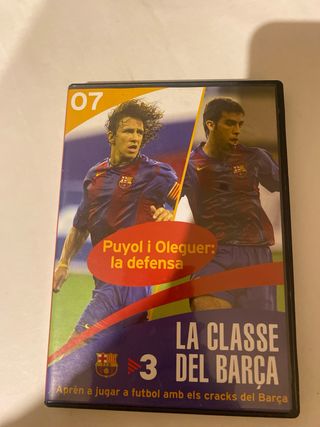 07
Puyol i Oleguer:
la defensa
3
LA CLASSE
DEL BARÇA
Aprèn a jugar a futbol amb els cracks del Barça